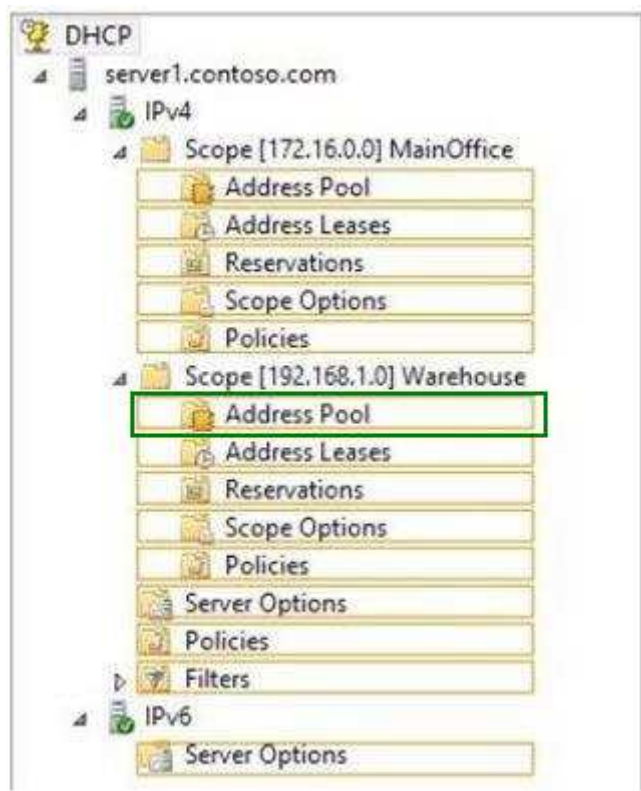 DHCP
server1.contoso.com
IPv4
Scope [172.16.0.0] MainOffice
Address Pool
Address Leases
Reservations
Scope Options
Policies
Scope [192.168.1.0] Warehouse
Address Pool
Address Leases
Reservations
Scope Options
Policies
Server Options
Policies
Filters
IPv6
Server Options